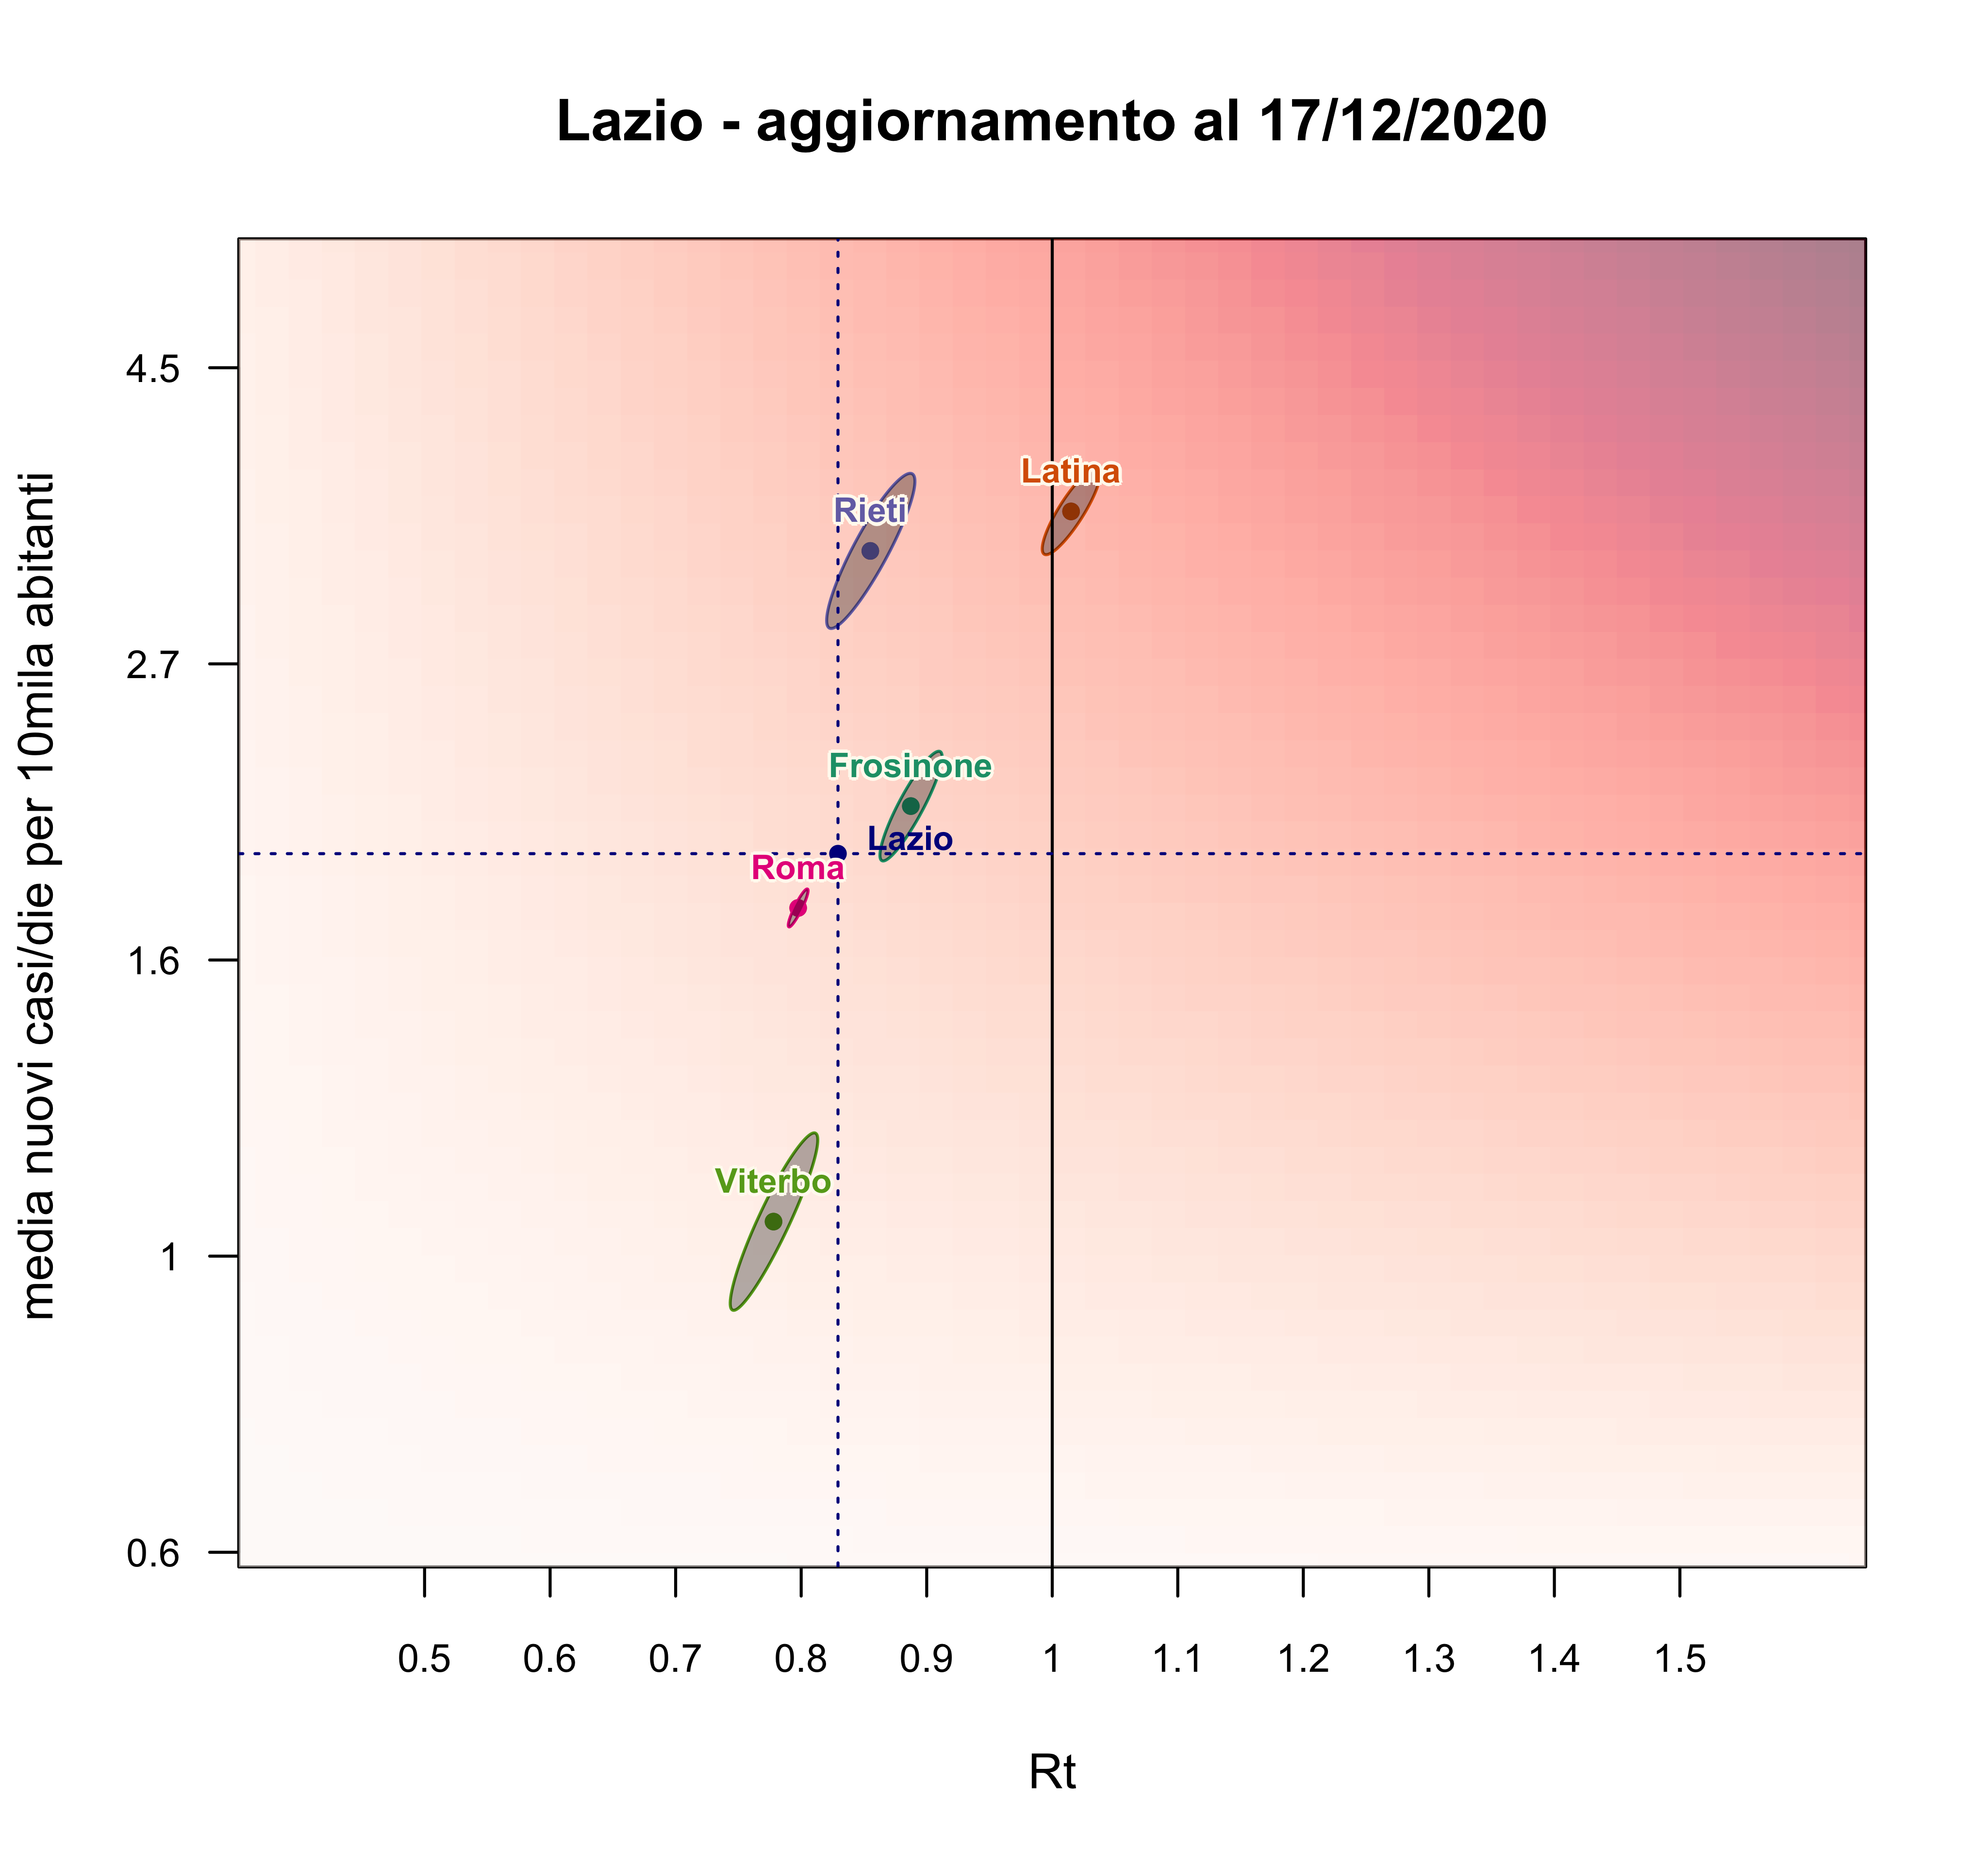 Lazio - aggiornamento al 17/12/2020
media nuovi casi/die per 10mila abitanti
4.5
2.7
1.6
1
0.6
Latina
Rieti
Frosinone
Lazio
Roma
Viterbo
0.5 0.6 0.7 0.8 0.9 1 1.1 1.2 1.3 1.4 1.5
Rt